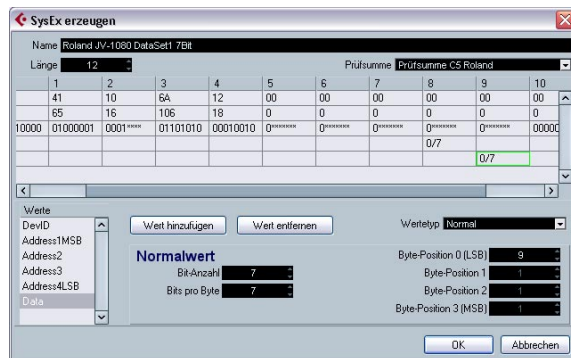 SysEx erzeugen
Name Roland JV-1080 DataSet1 7Bit
Länge 12 Prüfsumme Prüfsumme C5 Roland
1 2 3 4 5 6 7 8 9 10
41 10 6A 12 00 00 00 00 00 00
65 16 106 18 0 0 0 0 0 0
10000 01000001 0001**** 01101010 00010010 0******* 0******* 0******* 0******* 0******* 00000
0/7
0/7
Werte
DevID
Address1MSB
Address2
Address3
Address4LSB
Data
Wert hinzufügen Wert entfernen Wertetyp Normal
Normalwert
Bit-Anzahl 7
Bits pro Byte 7
Byte-Position 0 (LSB) 9
Byte-Position 1 1
Byte-Position 2 1
Byte-Position 3 (MSB) 1
OK Abbrechen